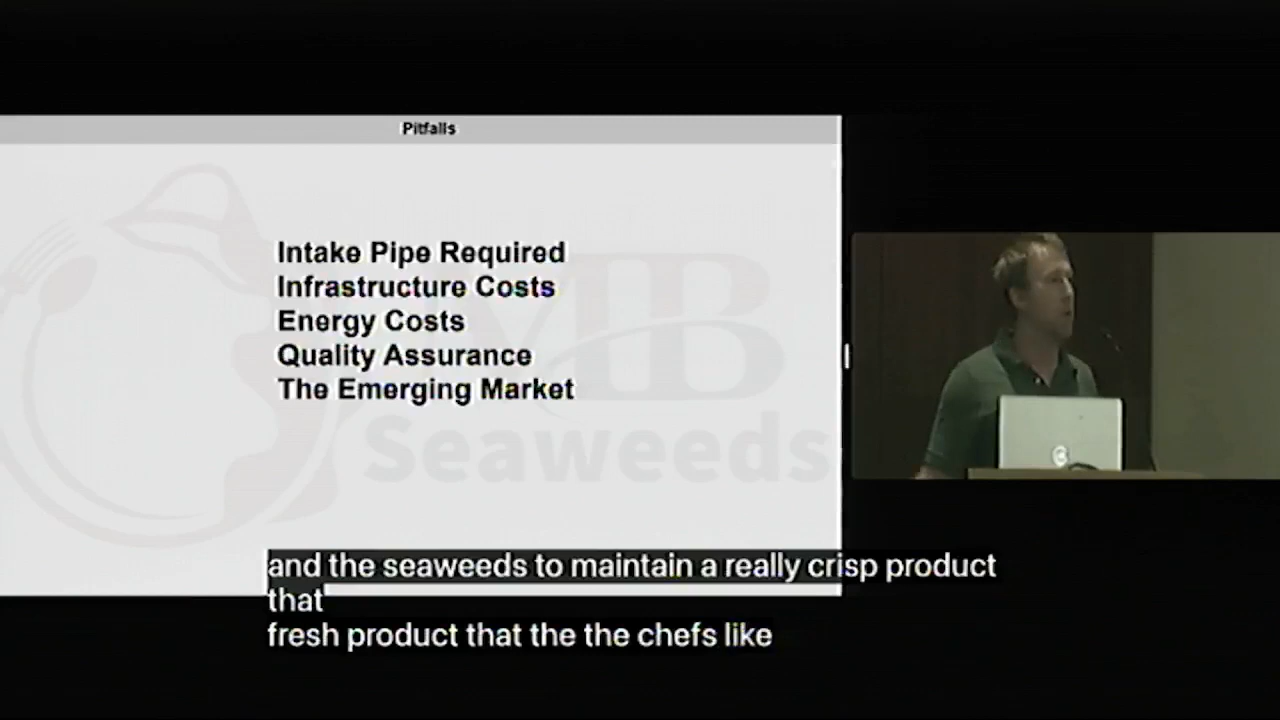 Pitfalls
Intake Pipe Required
Infrastructure Costs
Energy Costs
Quality Assurance
The Emerging Market
MB
Seaweeds
and the seaweeds to maintain a really crisp product
that
fresh product that the the chefs like